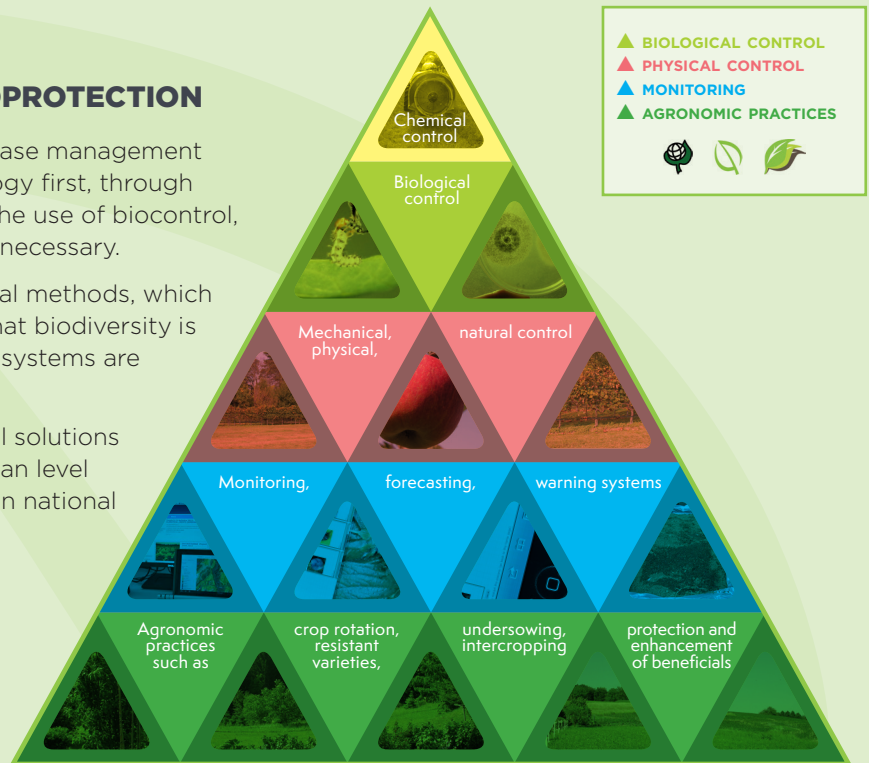 PROTECTION
ase management
ogy first, through
he use of biocontrol,
necessary.
al methods, which
hat biodiversity is
systems are
l solutions
an level
n national
BIOLOGICAL CONTROL
PHYSICAL CONTROL
MONITORING
AGRONOMIC PRACTICES
Chemical
control
Biological
control
Mechanical,
physical,
natural control
Monitoring,
forecasting,
warning systems
Agronomic
practices
such as
crop rotation,
resistant
varieties,
undersowing,
intercropping
protection and
enhancement
of beneficials